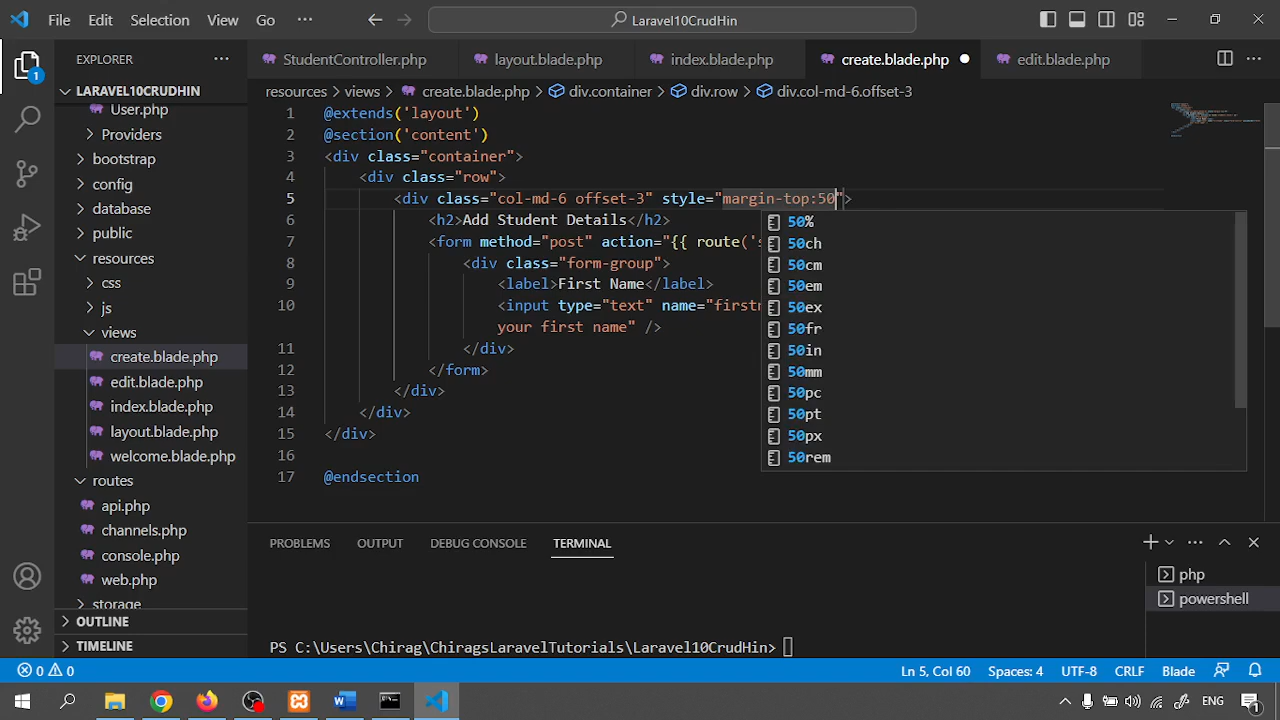 File Edit Selection View Go ··· Laravel10CrudHin
EXPLORER ··· StudentController.php layout.blade.php index.blade.php create.blade.php edit.blade.php ···
1
LARAVEL10CRUDHIN
resources > views > create.blade.php > div.container > div.row > div.col-md-6.offset-3
User.php
Providers
bootstrap
config
database
public
resources
css
js
views
create.blade.php
edit.blade.php
index.blade.php
layout.blade.php
welcome.blade.php
routes
api.php
channels.php
console.php
web.php
storage
OUTLINE
TIMELINE
1 @extends('layout')
2 @section('content')
3 <div class="container">
4 <div class="row">
5 <div class="col-md-6 offset-3" style="margin-top:50">
6 <h2>Add Student Details</h2>
7 <form method="post" action="{{ route('s
8 <div class="form-group">
9 <label>First Name</label>
10 <input type="text" name="firstn
your first name" />
11 </div>
12 </form>
13 </div>
14 </div>
15 </div>
16
17 @endsection
50%
50ch
50cm
50em
50ex
50fr
50in
50mm
50pc
50pt
50px
50rem
PROBLEMS OUTPUT DEBUG CONSOLE TERMINAL ···
php
powershell
PS C:\Users\Chirag\ChiragsLaravelTutorials\Laravel10CrudHin>
0 0 Ln 5, Col 60 Spaces: 4 UTF-8 CRLF Blade
ENG 1